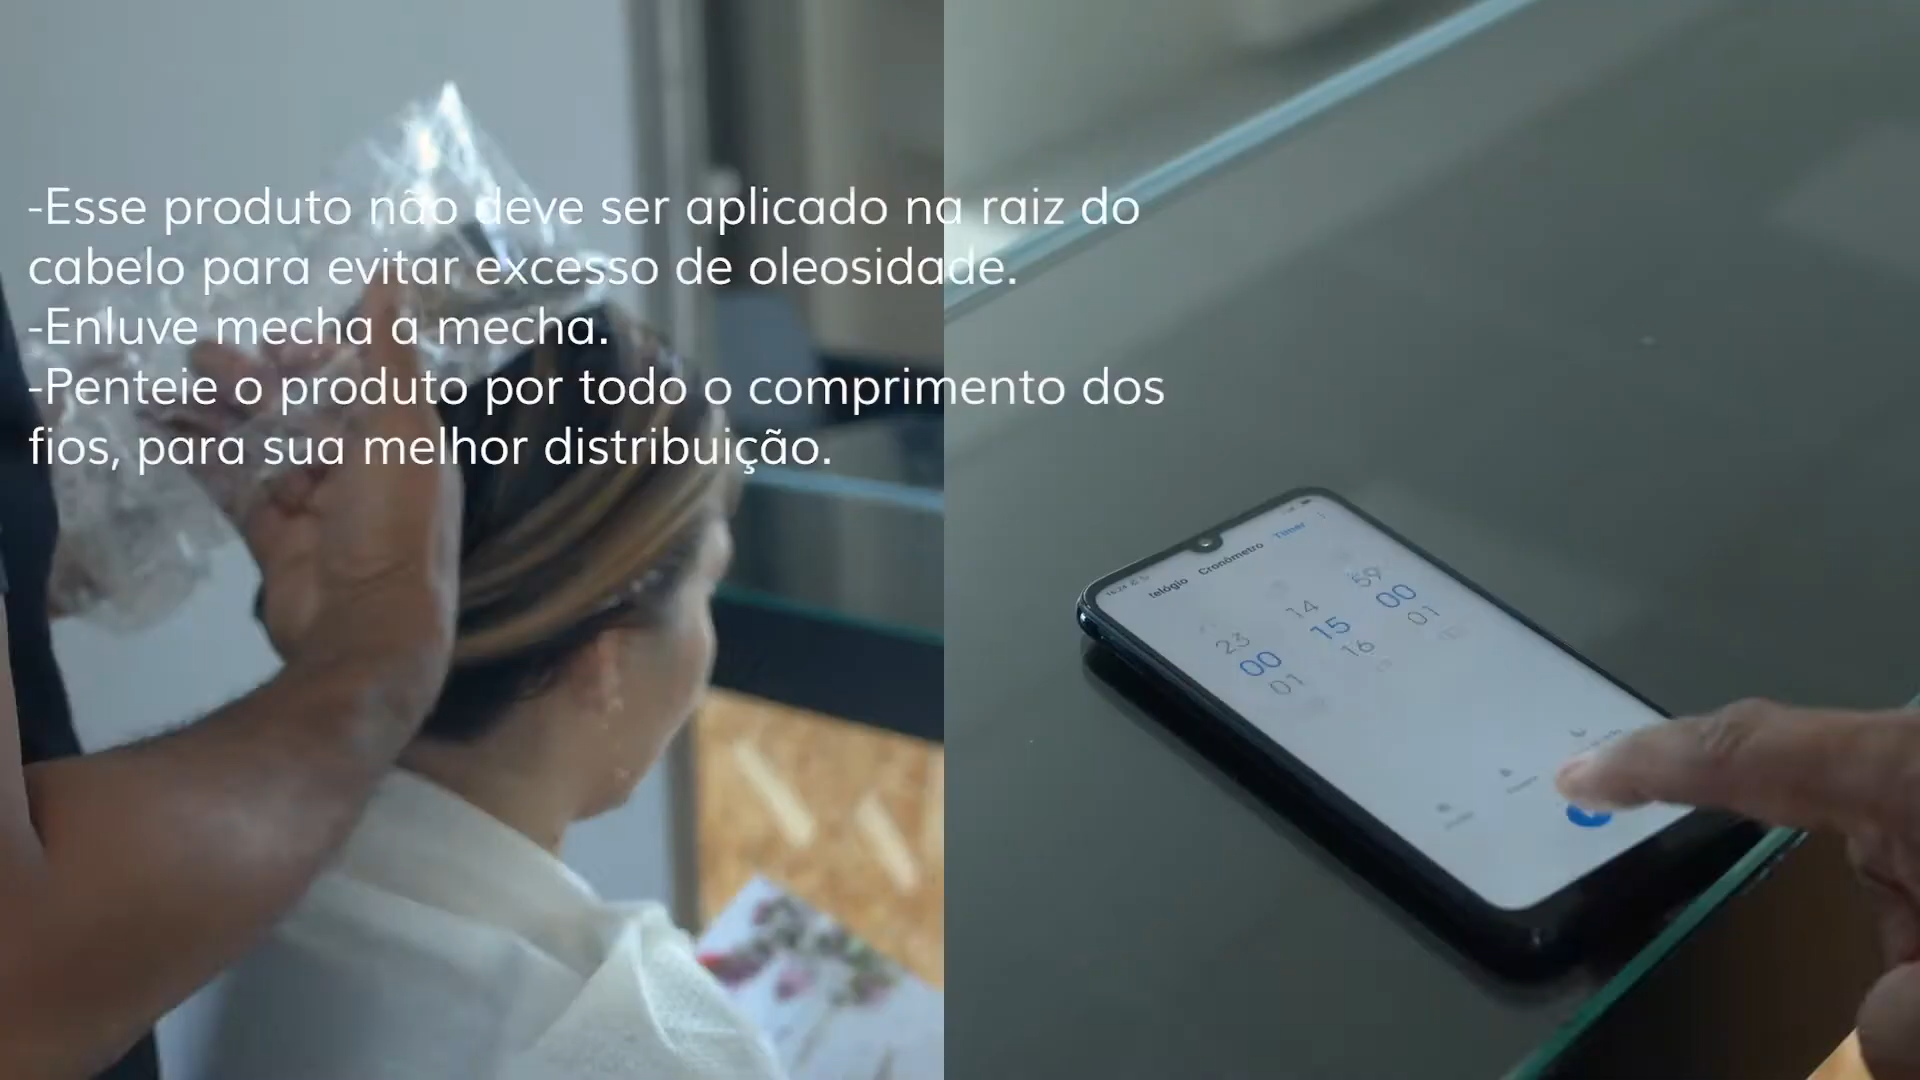 -Esse produto não deve ser aplicado na raiz do
cabelo para evitar excesso de oleosidade.
-Enluve mecha a mecha.
-Penteie o produto por todo o comprimento dos
fios, para sua melhor distribuição.
telógio Cronômetro Timer
23 14 59
00 15 00
01 16 01